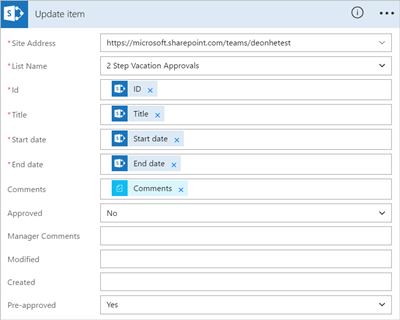 Update item
* Site Address https://microsoft.sharepoint.com/teams/deonhetest
* List Name 2 Step Vacation Approvals
* Id ID x
* Title Title x
* Start date Start date x
* End date End date x
Comments Comments x
Approved No
Manager Comments
Modified
Created
Pre-approved Yes